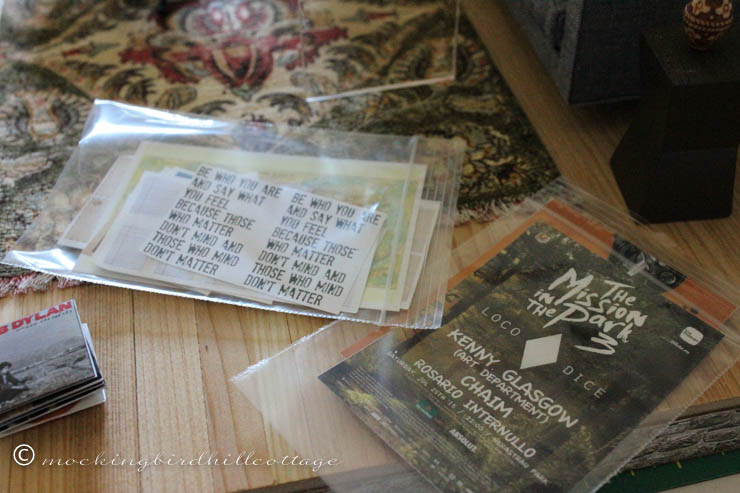 BE WHO YOU ARE
AND SAY WHAT
YOU FEEL
BECAUSE THOSE
WHO MATTER
DON'T MIND AND
THOSE WHO MIND
DON'T MATTER
BE WHO YOU ARE
AND SAY WHAT
YOU FEEL
BECAUSE THOSE
WHO MATTER
DON'T MIND AND
THOSE WHO MIND
DON'T MATTER
The
Mission
in
The Park
3
LOCO
DICE
KENNY GLASGOW
(ART DEPARTMENT)
CHAIM
ROSARIO INTERNULLO
ABSOLUT
B DYLAN
© mockingbirdhillcottage